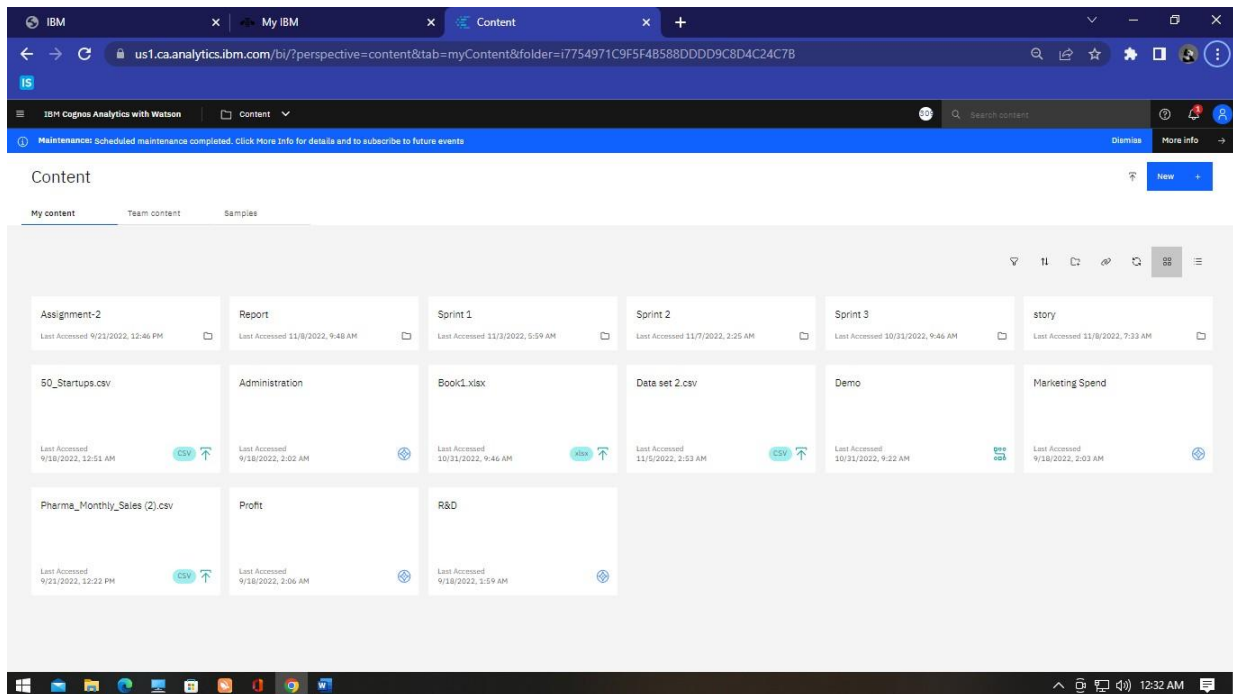 IBM
My IBM
Content
us1.ca.analytics.ibm.com/bi/?perspective=content&tab=myContent&folder=i7754971C9F5F4B588DDDD9C8D4C24C7B
IS
IBM Cognos Analytics with Watson
Content
Search content
1
Maintenance: Scheduled maintenance completed. Click More Info for details and to subscribe to future events
Dismiss
More info
Content
New +
My content
Team content
Samples
Assignment-2
Last Accessed 9/21/2022, 12:46 PM
Report
Last Accessed 11/8/2022, 9:48 AM
Sprint 1
Last Accessed 11/3/2022, 5:59 AM
Sprint 2
Last Accessed 11/7/2022, 2:25 AM
Sprint 3
Last Accessed 10/31/2022, 9:46 AM
story
Last Accessed 11/8/2022, 7:33 AM
50_Startups.csv
Last Accessed
9/18/2022, 12:51 AM
CSV
Administration
Last Accessed
9/18/2022, 2:02 AM
Book1.xlsx
Last Accessed
10/31/2022, 9:46 AM
xlsx
Data set 2.csv
Last Accessed
11/5/2022, 2:53 AM
CSV
Demo
Last Accessed
10/31/2022, 9:22 AM
Marketing Spend
Last Accessed
9/18/2022, 2:03 AM
Pharma_Monthly_Sales (2).csv
Last Accessed
9/21/2022, 12:22 PM
CSV
Profit
Last Accessed
9/18/2022, 2:06 AM
R&D
Last Accessed
9/18/2022, 1:59 AM
12:32 AM